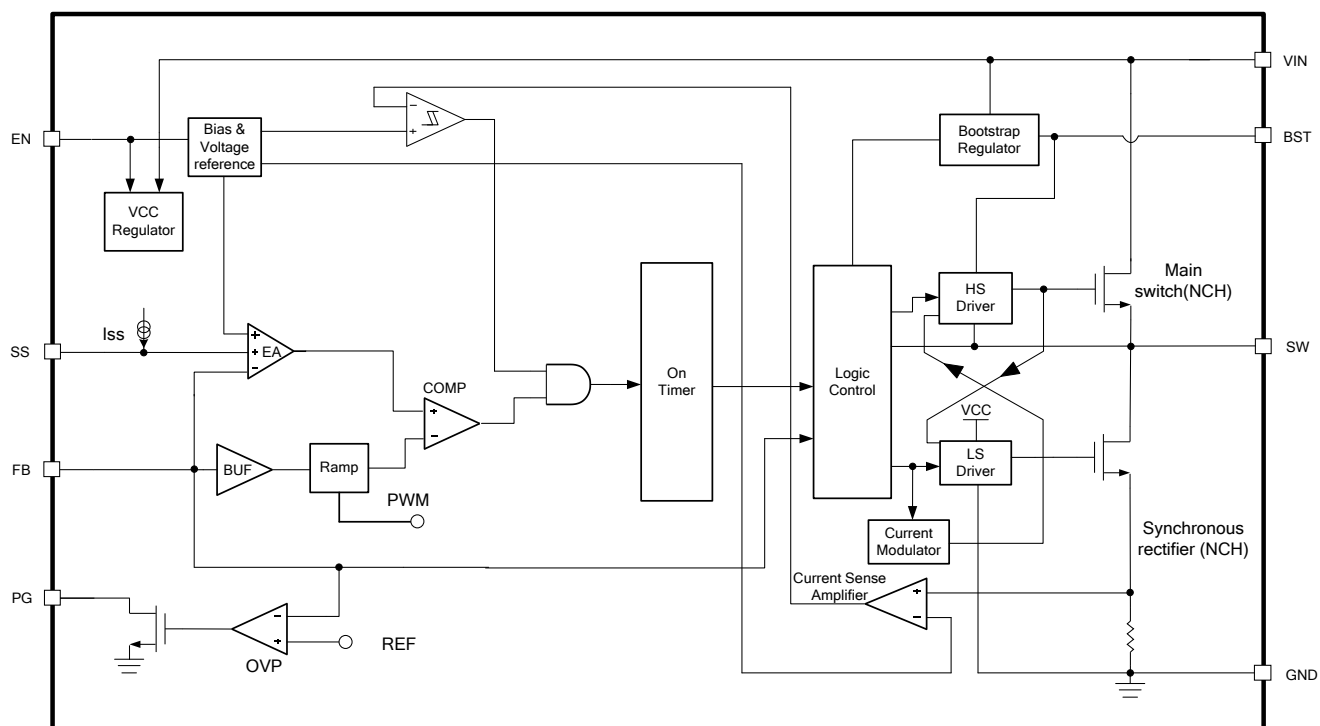 VIN
EN
Bias &
Voltage
reference
−
+
Bootstrap
Regulator
BST
VCC
Regulator
HS
Driver
Main
switch(NCH)
Iss
SS
+
+
−
EA
SW
On
Timer
Logic
Control
COMP
+
−
VCC
FB
BUF
Ramp
LS
Driver
PWM
Current
Modulator
Synchronous
rectifier (NCH)
Current Sense
Amplifier
+
−
PG
−
+
REF
OVP
GND